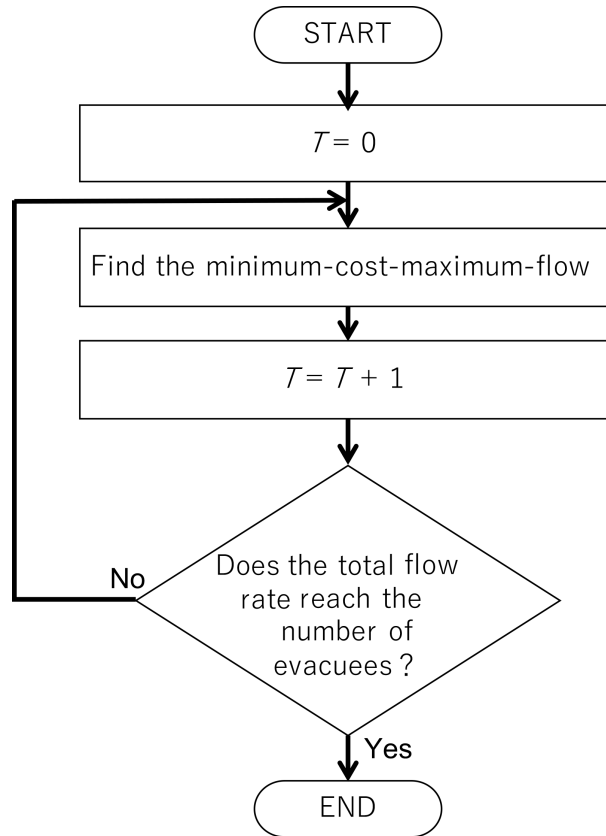 START
T = 0
Find the minimum-cost-maximum-flow
T = T + 1
Does the total flow
rate reach the
number of
evacuees ?
No
Yes
END